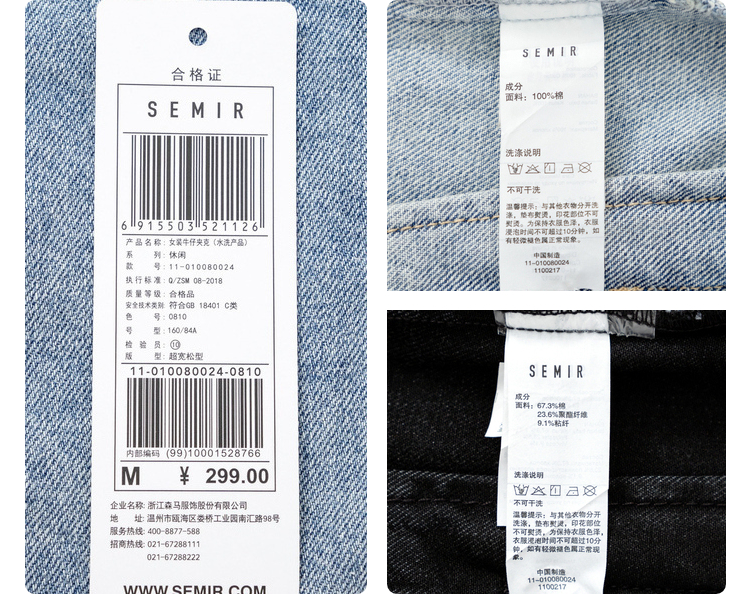 合格证
SEMIR
6 915503 521126
产品名称: 女装牛仔夹克 (水洗产品)
系 列: 休闲
款 号: 11-010080024
执行标准: Q/ZSM 08-2018
质量等级: 合格品
安全技术类别: 符合GB 18401 C类
色 号: 0810
号 型: 160/84A
检 验 员: ⑩
版 型: 超宽松型
11-010080024-0810
内部编码 (99)10001528766
M ¥ 299.00
企业名称: 浙江森马服饰股份有限公司
地 址: 温州市瓯海区娄桥工业园南汇路98号
服务热线: 400-8877-588
招商热线: 021-67288111
021-67288222
WWW.SEMIR.COM
SEMIR
成分
面料: 100%棉
洗涤说明
不可干洗
温馨提示: 与其他衣物分开洗
涤, 垫布熨烫, 印花部位不可
熨烫, 为保持衣服色泽, 衣服
浸泡时间不可超过10分钟, 如
有轻微褪色属正常现象。
中国制造
11-010080024
1100217
SEMIR
成分
面料: 67.3%棉
23.6%聚酯纤维
9.1%粘纤
洗涤说明
不可干洗
温馨提示: 与其他衣物分开
洗涤, 垫布熨烫, 印花部位
不可熨烫, 为保持衣服色泽,
衣服浸泡时间不可超过10分
钟, 如有轻微褪色属正常现
象。
中国制造
11-010080024
1100217